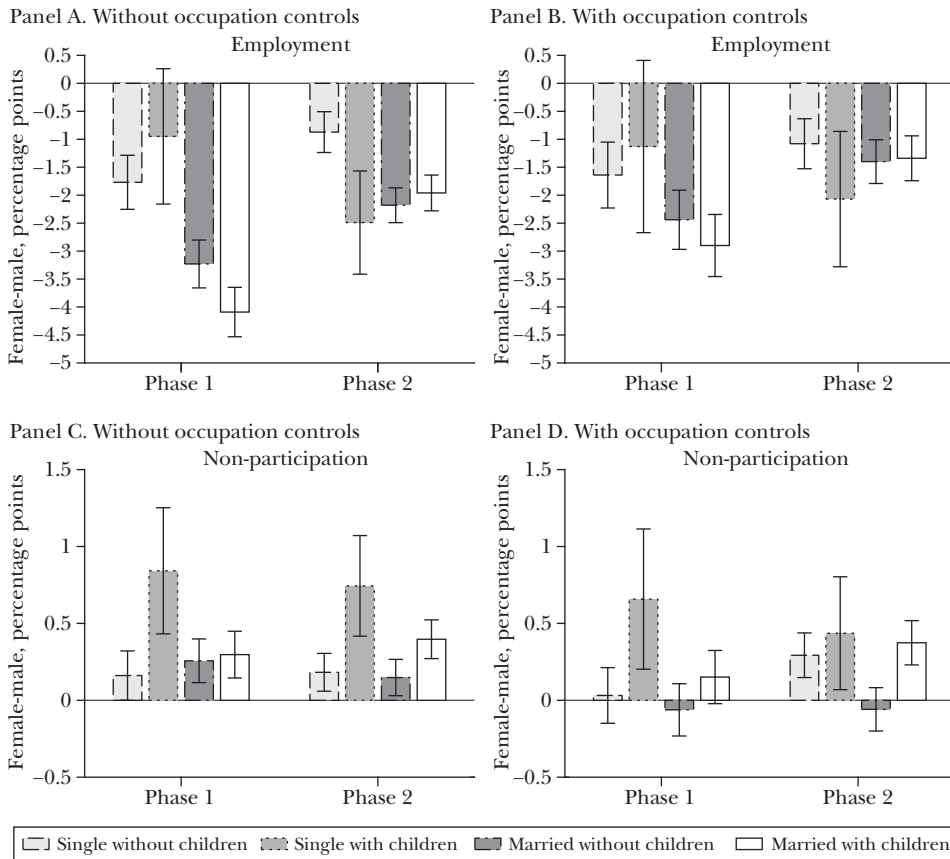 Panel A. Without occupation controls
Employment
Female-male, percentage points
0.5
0
−0.5
−1
−1.5
−2
−2.5
−3
−3.5
−4
−4.5
−5
Phase 1
Phase 2
Panel B. With occupation controls
Employment
Female-male, percentage points
0.5
0
−0.5
−1
−1.5
−2
−2.5
−3
−3.5
−4
−4.5
−5
Phase 1
Phase 2
Panel C. Without occupation controls
Non-participation
Female-male, percentage points
1.5
1
0.5
0
−0.5
Phase 1
Phase 2
Panel D. With occupation controls
Non-participation
Female-male, percentage points
1.5
1
0.5
0
−0.5
Phase 1
Phase 2
Single without children
Single with children
Married without children
Married with children